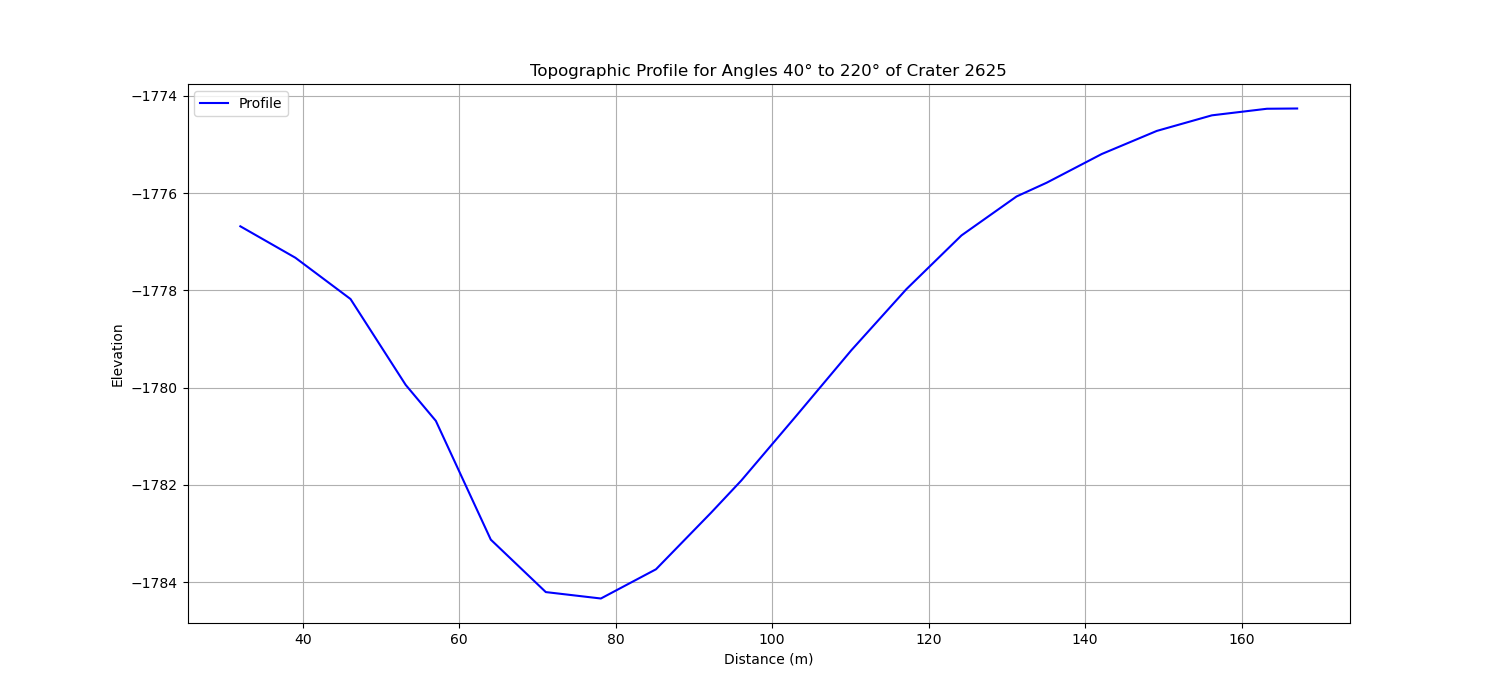 Topographic Profile for Angles 40° to 220° of Crater 2625
Profile
−1774
−1776
−1778
−1780
−1782
−1784
Elevation
40 60 80 100 120 140 160
Distance (m)